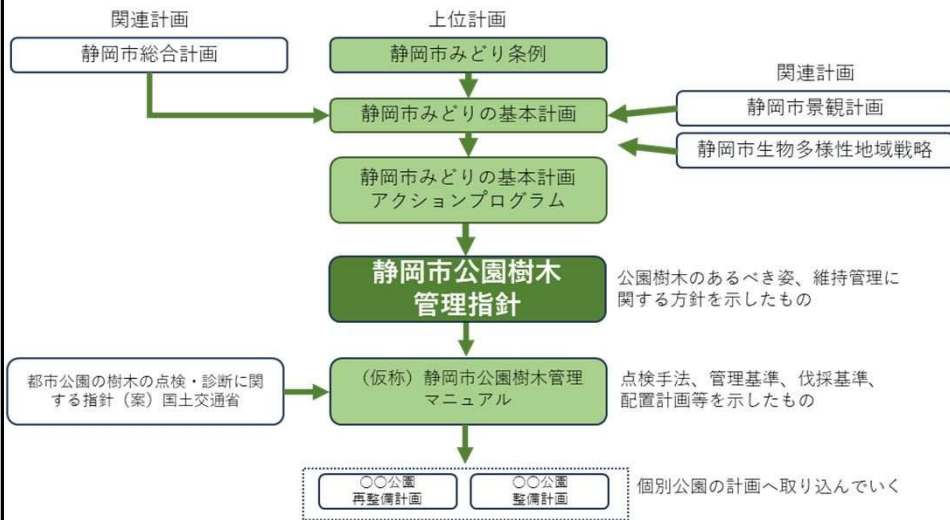 関連計画
上位計画
静岡市総合計画
静岡市みどり条例
関連計画
静岡市みどりの基本計画
静岡市景観計画
静岡市生物多様性地域戦略
静岡市みどりの基本計画
アクションプログラム
静岡市公園樹木
管理指針
公園樹木のあるべき姿、維持管理に
関する方針を示したもの
都市公園の樹木の点検・診断に関
する指針（案）国土交通省
（仮称）静岡市公園樹木管理
マニュアル
点検手法、管理基準、伐採基準、
配置計画等を示したもの
〇〇公園
再整備計画
〇〇公園
整備計画
個別公園の計画へ取り込んでいく